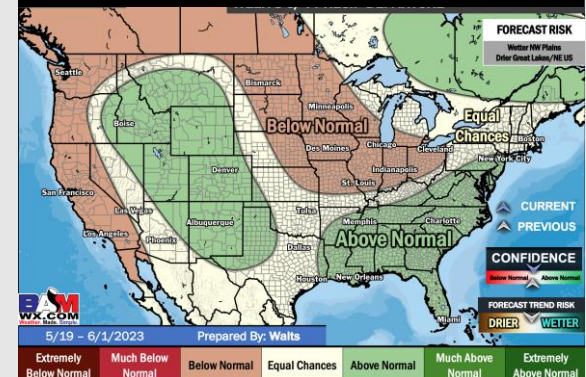 FORECAST RISK
Wetter NW Plains
Drier Great Lakes/NE US
Seattle
Bismarck
Minneapolis
Boise
Below Normal
Equal
Chances
Boston
Des Moines
Chicago
Cleveland
New York City
Indianapolis
Denver
St. Louis
San Francisco
Las Vegas
Tulsa
Albuquerque
Memphis
Charlotte
CURRENT
Los Angeles
Phoenix
Above Normal
PREVIOUS
Dallas
Houston
New Orleans
CONFIDENCE
Below Normal
Above Normal
Miami
FORECAST TREND RISK
DRIER
WETTER
BAM
WX.COM
Weather. Made. Simple.
5/19 – 6/1/2023
Prepared By: Walts
Extremely
Below Normal
Much Below
Normal
Below Normal
Equal Chances
Above Normal
Much Above
Normal
Extremely
Above Normal